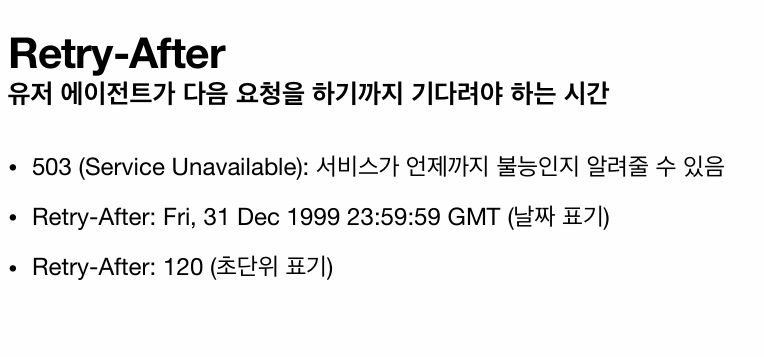 Retry-After
유저 에이전트가 다음 요청을 하기까지 기다려야 하는 시간
• 503 (Service Unavailable): 서비스가 언제까지 불능인지 알려줄 수 있음
• Retry-After: Fri, 31 Dec 1999 23:59:59 GMT (날짜 표기)
• Retry-After: 120 (초단위 표기)